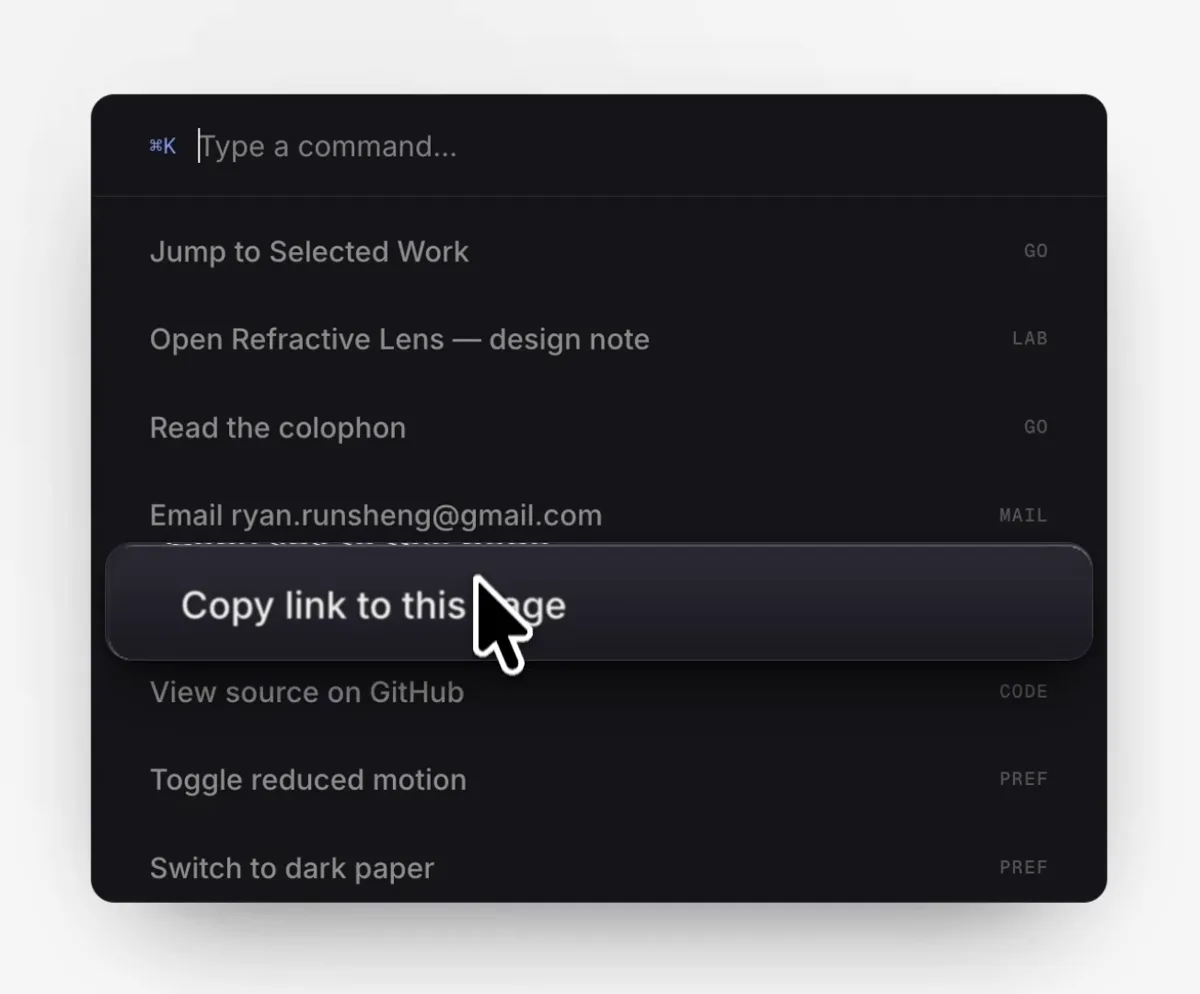 ⌘K Type a command...
Jump to Selected Work GO
Open Refractive Lens — design note LAB
Read the colophon GO
Email ryan.runsheng@gmail.com MAIL
Copy link to this
View source on GitHub CODE
Toggle reduced motion PREF
Switch to dark paper PREF